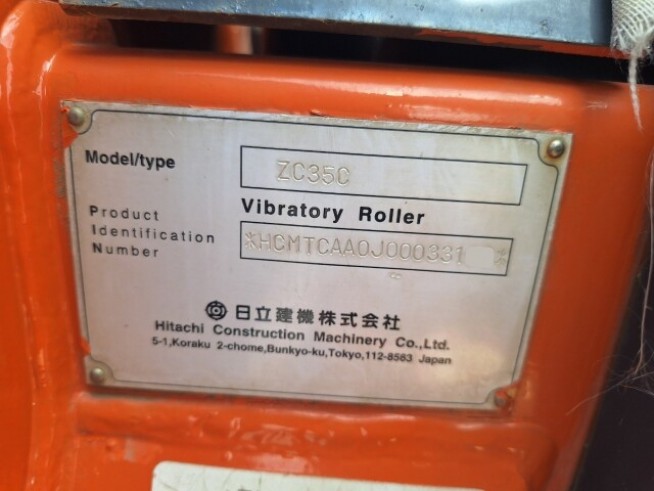 Model/type ZC35C
Vibratory Roller
Product
Identification
Number *HCMTCAA0J000331 *
日立建機株式会社
Hitachi Construction Machinery Co.,Ltd.
5-1,Koraku 2-chome,Bunkyo-ku,Tokyo,112-8563 Japan